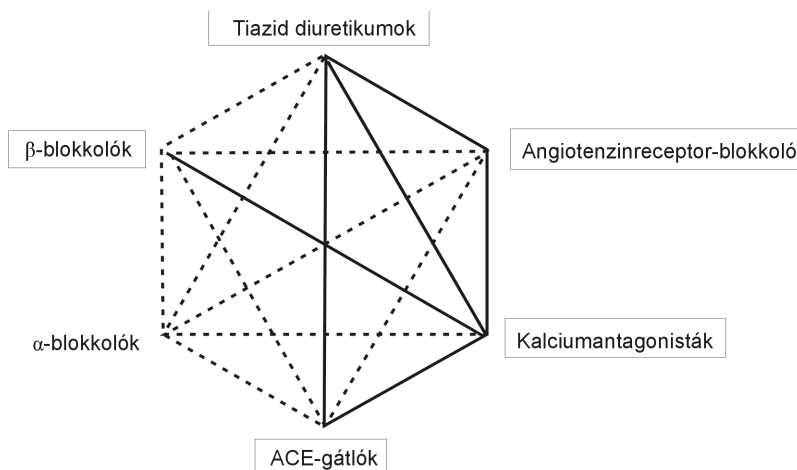 Tiazid diuretikumok
β-blokkolók
Angiotenzinreceptor-blokkoló
α-blokkolók
Kalciumantagonisták
ACE-gátlók